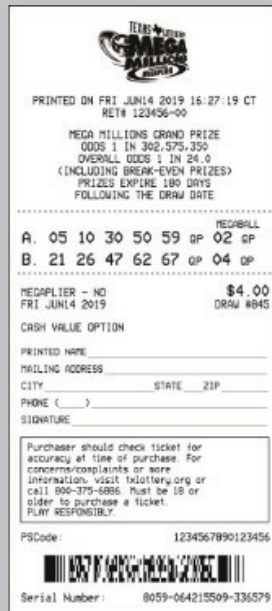 TEXAS LOTTERY
MEGA
MILLIONS
MEGAPLIER
PRINTED ON FRI JUN14 2019 16:27:19 CT
RET# 123456-00
MEGA MILLIONS GRAND PRIZE
ODDS 1 IN 302,575,350
OVERALL ODDS 1 IN 24.0
(INCLUDING BREAK-EVEN PRIZES)
PRIZES EXPIRE 180 DAYS
FOLLOWING THE DRAW DATE
MEGABALL
A. 05 10 30 50 59 QP 02 QP
B. 21 26 47 62 67 QP 04 QP
MEGAPLIER - NO $4.00
FRI JUN14 2019 DRAW #845
CASH VALUE OPTION
PRINTED NAME
MAILING ADDRESS
CITY STATE ZIP
PHONE ( )
SIGNATURE
Purchaser should check ticket for
accuracy at time of purchase. For
concerns/complaints or more
information, visit txlottery.org or
call 800-375-6886. Must be 18 or
older to purchase a ticket.
PLAY RESPONSIBLY.
PSCode: 1234567890123456
Serial Number: 8059-064215509-336579